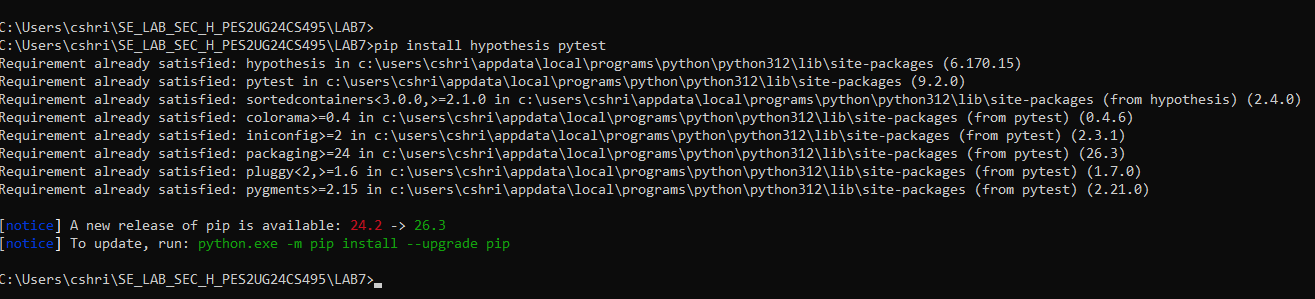 C:\Users\cshri\SE_LAB_SEC_H_PES2UG24CS495\LAB7>
C:\Users\cshri\SE_LAB_SEC_H_PES2UG24CS495\LAB7>pip install hypothesis pytest
Requirement already satisfied: hypothesis in c:\users\cshri\appdata\local\programs\python\python312\lib\site-packages (6.170.15)
Requirement already satisfied: pytest in c:\users\cshri\appdata\local\programs\python\python312\lib\site-packages (9.2.0)
Requirement already satisfied: sortedcontainers<3.0.0,>=2.1.0 in c:\users\cshri\appdata\local\programs\python\python312\lib\site-packages (from hypothesis) (2.4.0)
Requirement already satisfied: colorama>=0.4 in c:\users\cshri\appdata\local\programs\python\python312\lib\site-packages (from pytest) (0.4.6)
Requirement already satisfied: iniconfig>=2 in c:\users\cshri\appdata\local\programs\python\python312\lib\site-packages (from pytest) (2.3.1)
Requirement already satisfied: packaging>=24 in c:\users\cshri\appdata\local\programs\python\python312\lib\site-packages (from pytest) (26.3)
Requirement already satisfied: pluggy<2,>=1.6 in c:\users\cshri\appdata\local\programs\python\python312\lib\site-packages (from pytest) (1.7.0)
Requirement already satisfied: pygments>=2.15 in c:\users\cshri\appdata\local\programs\python\python312\lib\site-packages (from pytest) (2.21.0)
[notice] A new release of pip is available: 24.2 -> 26.3
[notice] To update, run: python.exe -m pip install --upgrade pip
C:\Users\cshri\SE_LAB_SEC_H_PES2UG24CS495\LAB7>